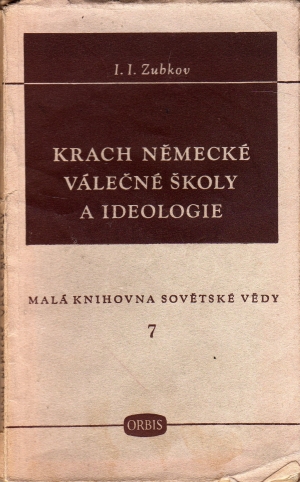 I. I. Zubkov
KRACH NĚMECKÉ
VÁLEČNÉ ŠKOLY
A IDEOLOGIE
MALÁ KNIHOVNA SOVĚTSKÉ VĚDY
7
ORBIS